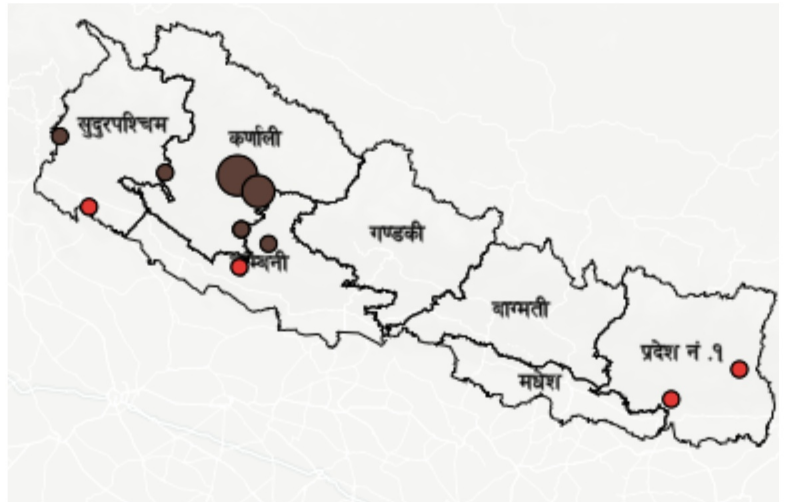 सुदुरपश्चिम
कर्णाली
गण्डकी
बाग्मती
प्रदेश नं .१
मधेश